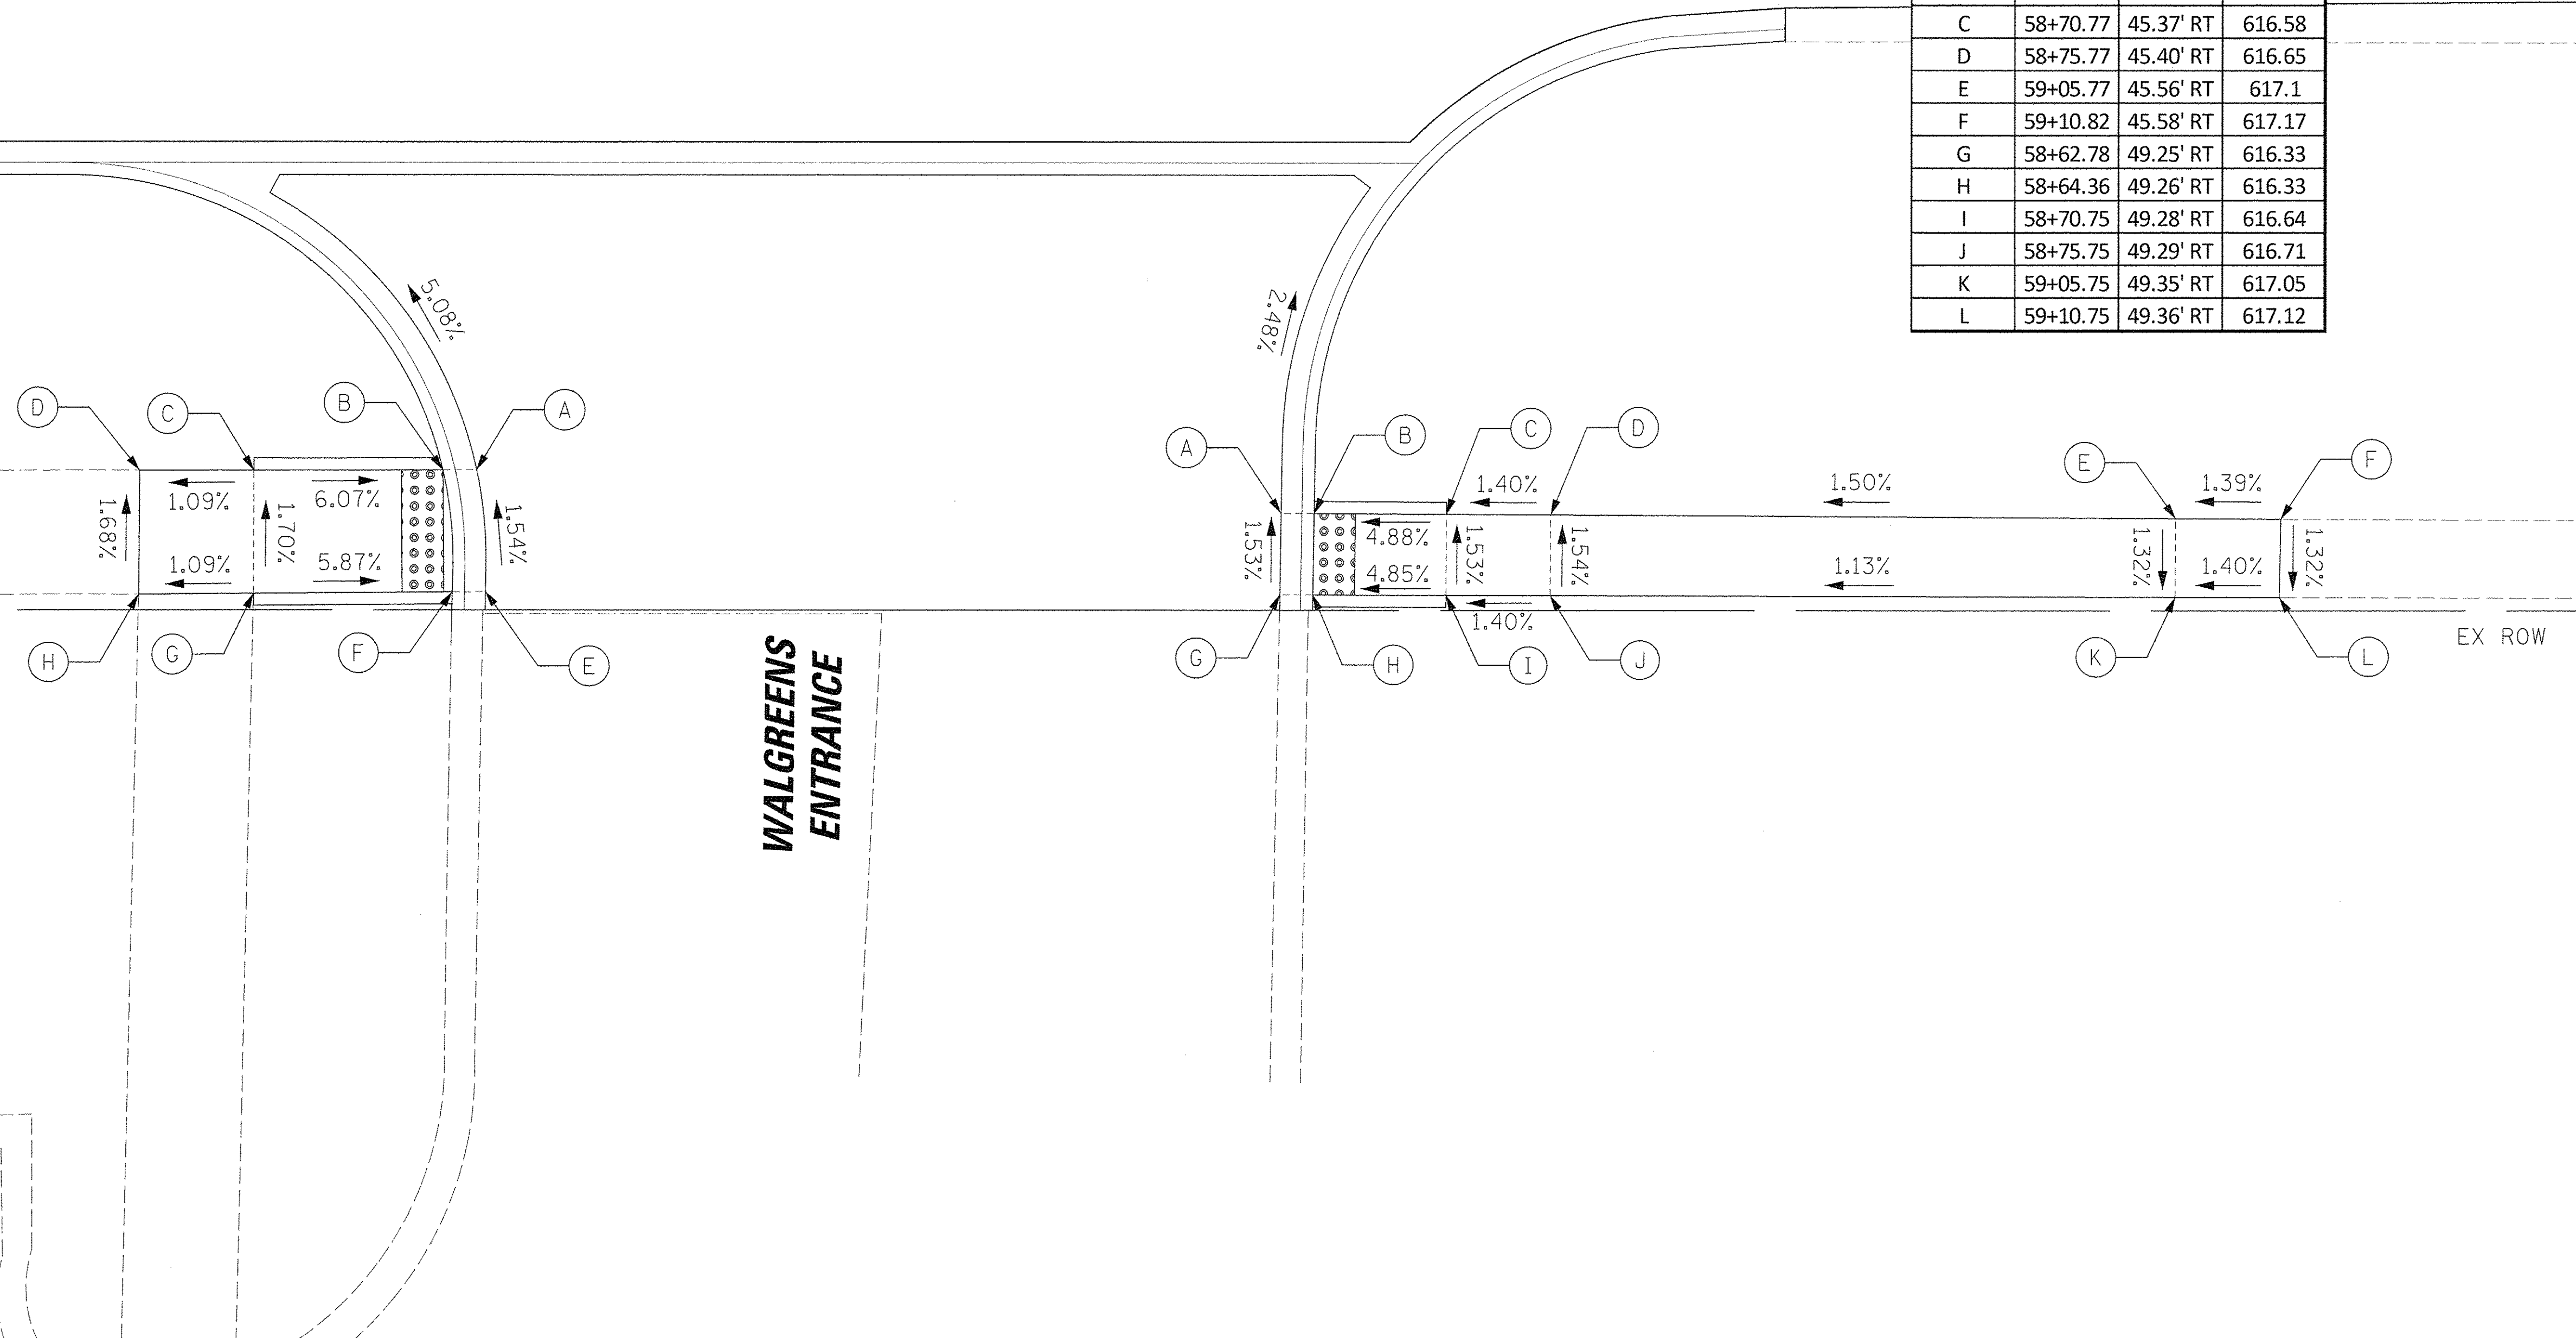 C 58+70.77 45.37' RT 616.58
D 58+75.77 45.40' RT 616.65
E 59+05.77 45.56' RT 617.1
F 59+10.82 45.58' RT 617.17
G 58+62.78 49.25' RT 616.33
H 58+64.36 49.26' RT 616.33
I 58+70.75 49.28' RT 616.64
J 58+75.75 49.29' RT 616.71
K 59+05.75 49.35' RT 617.05
L 59+10.75 49.36' RT 617.12
5.08%
2.48%
D
C
B
A
1.68%
1.09%
1.70%
6.07%
1.54%
1.09%
5.87%
H
G
F
E
A
B
C
D
E
F
1.53%
4.88%
4.85%
1.40%
1.53%
1.54%
1.40%
1.50%
1.13%
1.32%
1.39%
1.40%
1.32%
G
H
I
J
K
L
EX ROW
WALGREENS
ENTRANCE